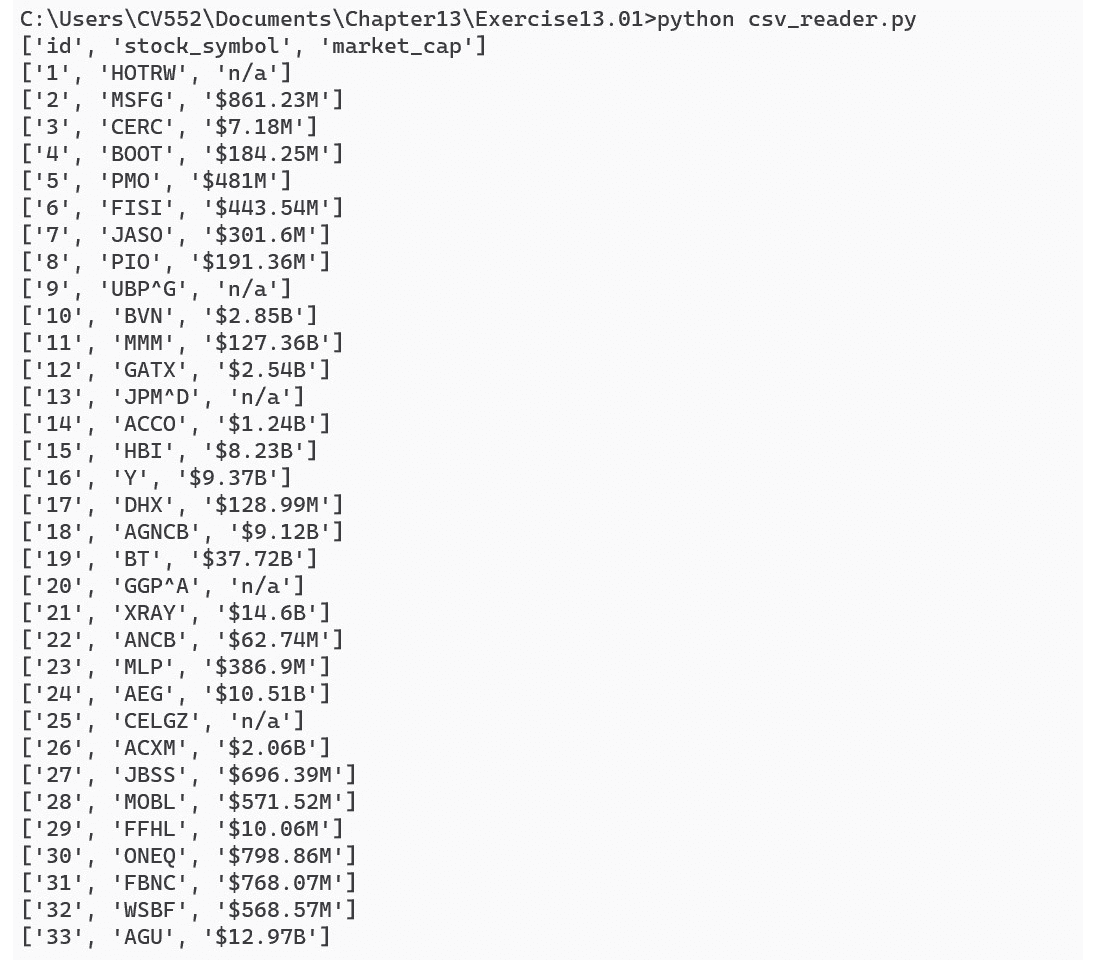 C:\Users\CV552\Documents\Chapter13\Exercise13.01>python csv_reader.py
['id', 'stock_symbol', 'market_cap']
['1', 'HOTRW', 'n/a']
['2', 'MSFG', '$861.23M']
['3', 'CERC', '$7.18M']
['4', 'BOOT', '$184.25M']
['5', 'PMO', '$481M']
['6', 'FISI', '$443.54M']
['7', 'JASO', '$301.6M']
['8', 'PIO', '$191.36M']
['9', 'UBP^G', 'n/a']
['10', 'BVN', '$2.85B']
['11', 'MMM', '$127.36B']
['12', 'GATX', '$2.54B']
['13', 'JPM^D', 'n/a']
['14', 'ACCO', '$1.24B']
['15', 'HBI', '$8.23B']
['16', 'Y', '$9.37B']
['17', 'DHX', '$128.99M']
['18', 'AGNCB', '$9.12B']
['19', 'BT', '$37.72B']
['20', 'GGP^A', 'n/a']
['21', 'XRAY', '$14.6B']
['22', 'ANCB', '$62.74M']
['23', 'MLP', '$386.9M']
['24', 'AEG', '$10.51B']
['25', 'CELGZ', 'n/a']
['26', 'ACXM', '$2.06B']
['27', 'JBSS', '$696.39M']
['28', 'MOBL', '$571.52M']
['29', 'FFHL', '$10.06M']
['30', 'ONEQ', '$798.86M']
['31', 'FBNC', '$768.07M']
['32', 'WSBF', '$568.57M']
['33', 'AGU', '$12.97B']